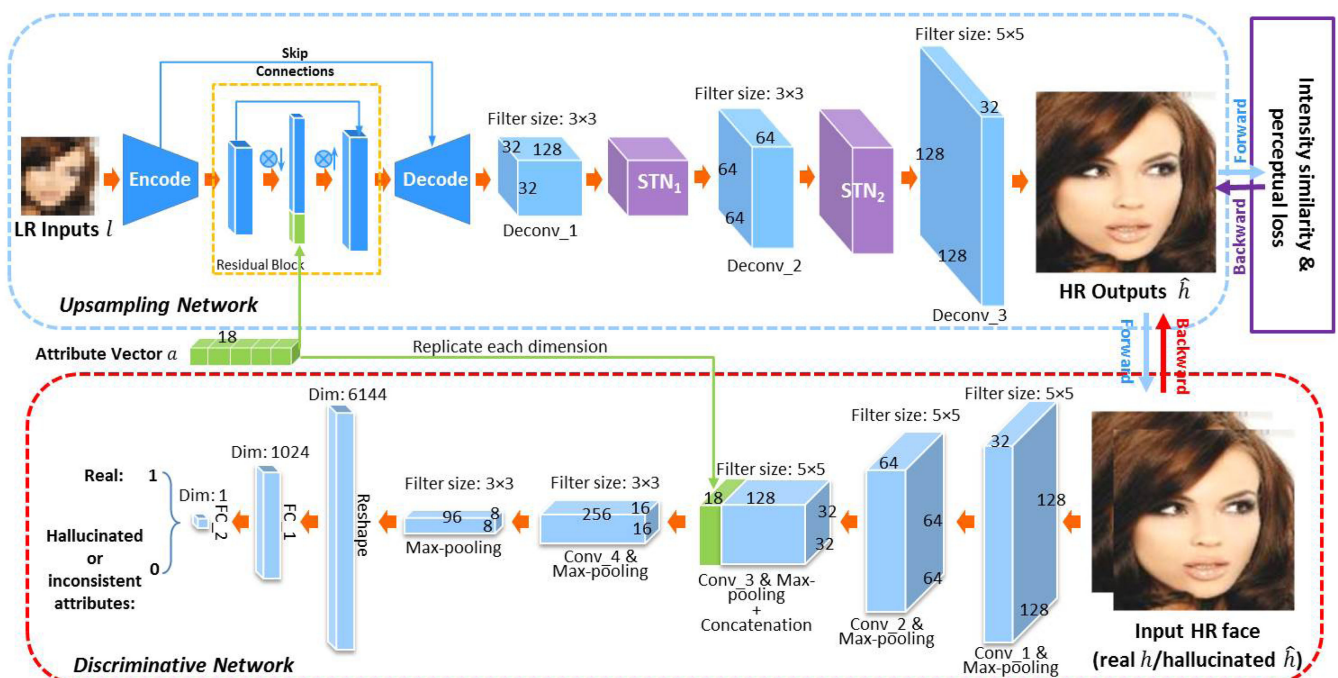 Skip
Connections
Encode
Decode
LR Inputs l
Residual Block
Filter size: 3×3
32
128
32
Deconv_1
STN1
Filter size: 3×3
64
64
64
Deconv_2
STN2
Filter size: 5×5
32
128
128
Deconv_3
HR Outputs ĥ
Forward
Backward
Intensity similarity &
perceptual loss
Upsampling Network
18
Attribute Vector a
Replicate each dimension
Forward
Backward
Real: 1
Hallucinated
or
inconsistent
attributes:
0
Dim: 1
FC_2
Dim: 1024
FC_1
Dim: 6144
Reshape
Filter size: 3×3
96
8
8
Max-pooling
Filter size: 3×3
256
16
16
Conv_4 &
Max-pooling
Filter size: 5×5
18
128
32
32
Conv_3 & Max-
pooling
+
Concatenation
Filter size: 5×5
64
64
64
Conv_2 &
Max-pooling
Filter size: 5×5
32
128
128
Conv_1 &
Max-pooling
Input HR face
(real h/hallucinated ĥ)
Discriminative Network